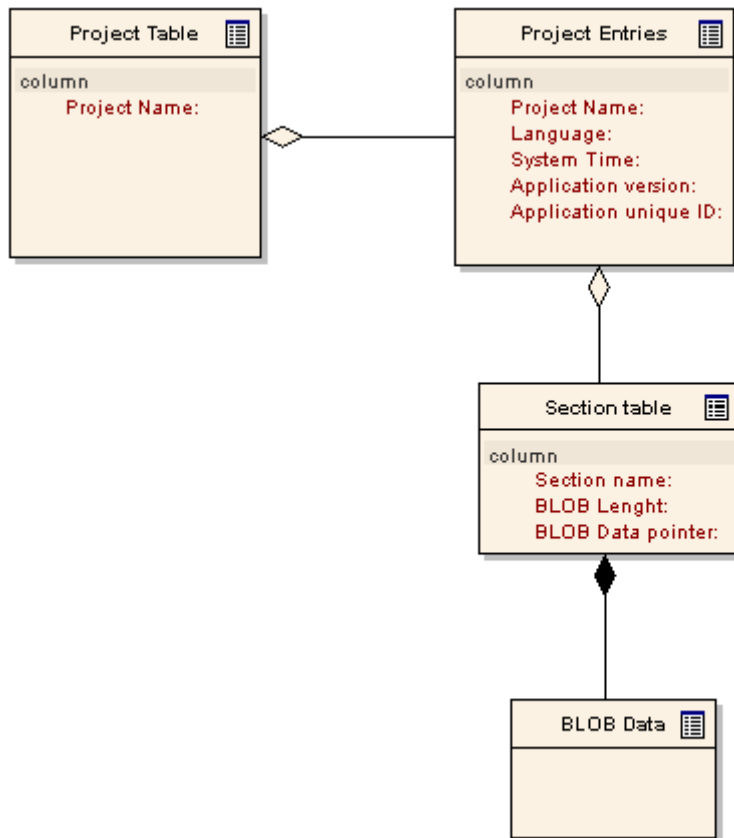 Project Table
column
Project Name:
Project Entries
column
Project Name:
Language:
System Time:
Application version:
Application unique ID:
Section table
column
Section name:
BLOB Lenght:
BLOB Data pointer:
BLOB Data